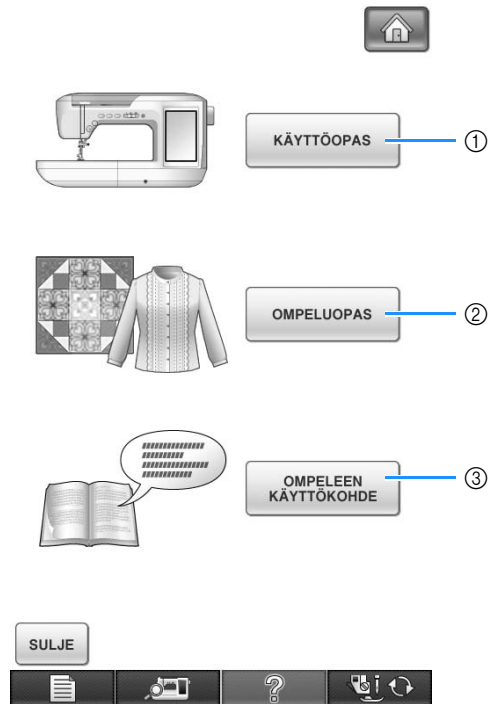 KÄYTTÖOPAS
①
OMPELUOPAS
②
OMPELEEN
KÄYTTÖKOHDE
③
SULJE
?